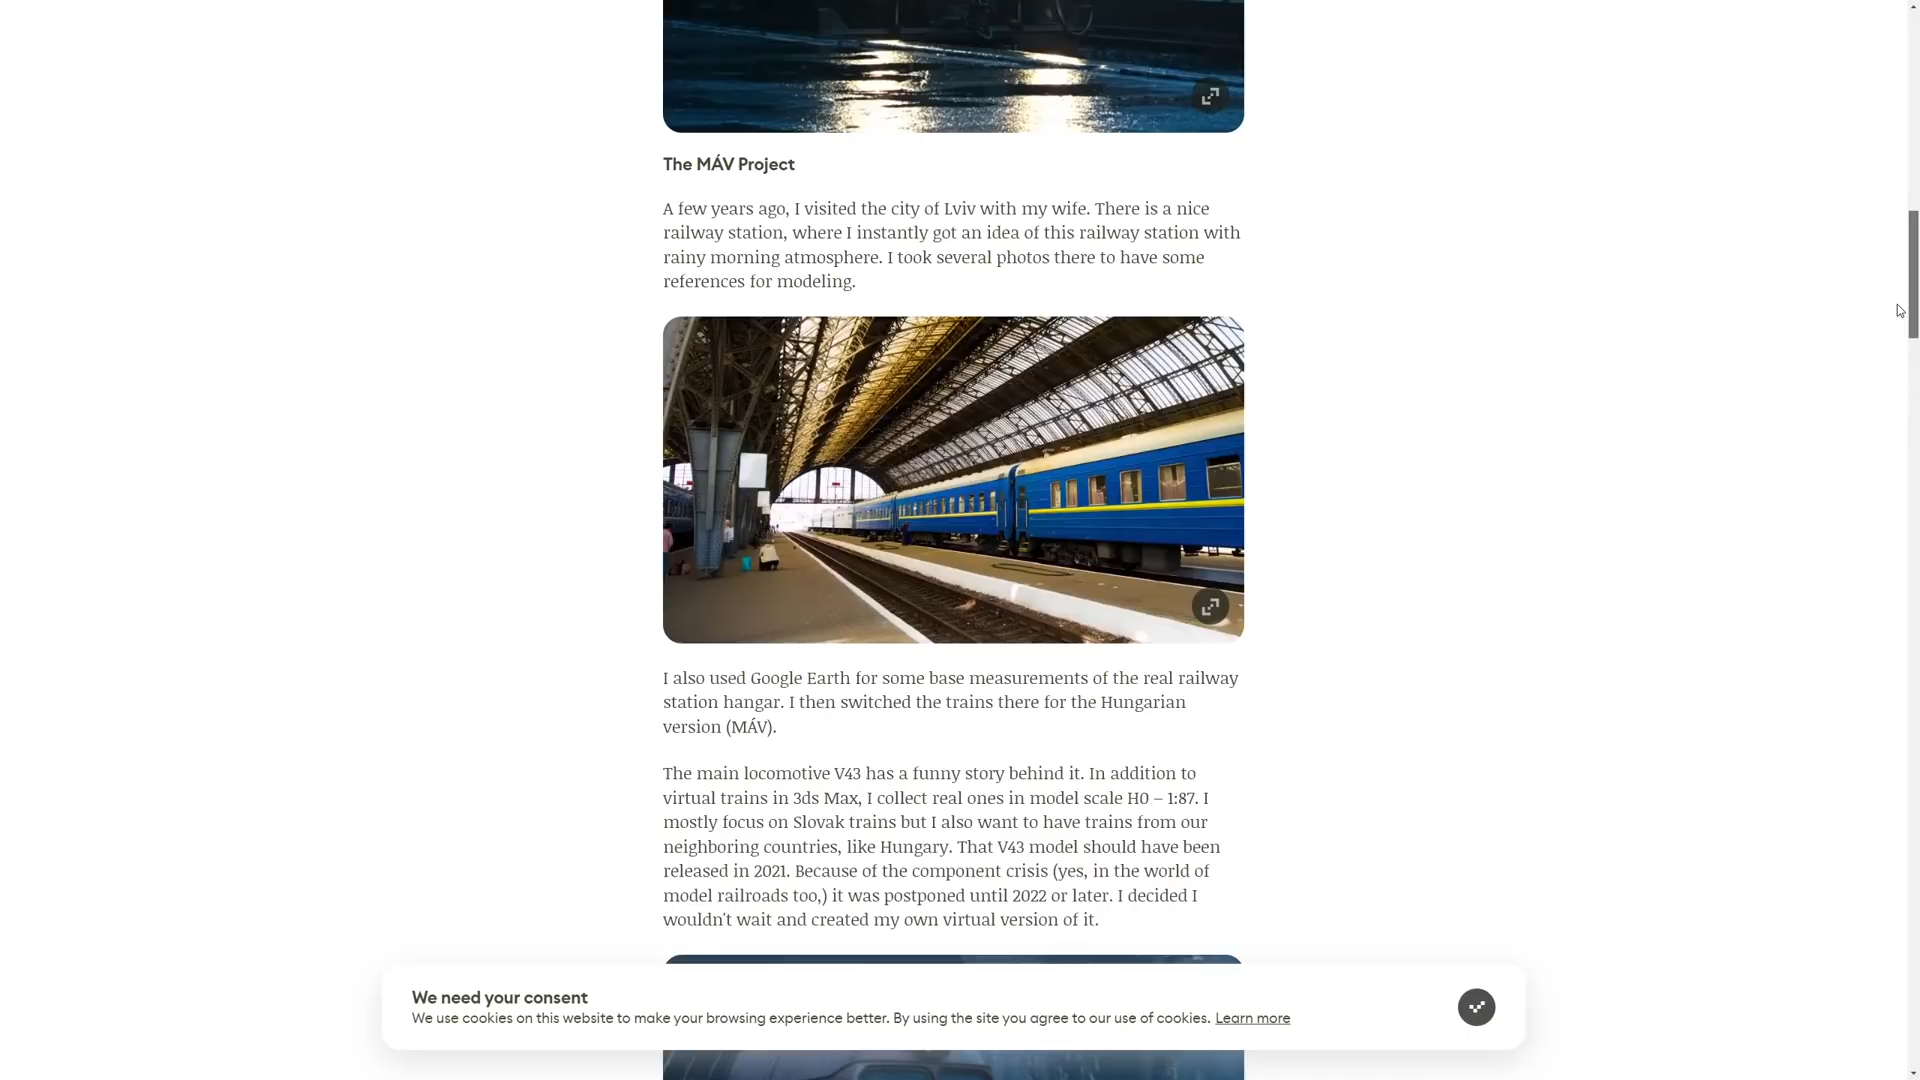 The MÁV Project
A few years ago, I visited the city of Lviv with my wife. There is a nice
railway station, where I instantly got an idea of this railway station with
rainy morning atmosphere. I took several photos there to have some
references for modeling.
I also used Google Earth for some base measurements of the real railway
station hangar. I then switched the trains there for the Hungarian
version (MÁV).
The main locomotive V43 has a funny story behind it. In addition to
virtual trains in 3ds Max, I collect real ones in model scale H0 – 1:87. I
mostly focus on Slovak trains but I also want to have trains from our
neighboring countries, like Hungary. That V43 model should have been
released in 2021. Because of the component crisis (yes, in the world of
model railroads too,) it was postponed until 2022 or later. I decided I
wouldn't wait and created my own virtual version of it.
We need your consent
We use cookies on this website to make your browsing experience better. By using the site you agree to our use of cookies. Learn more